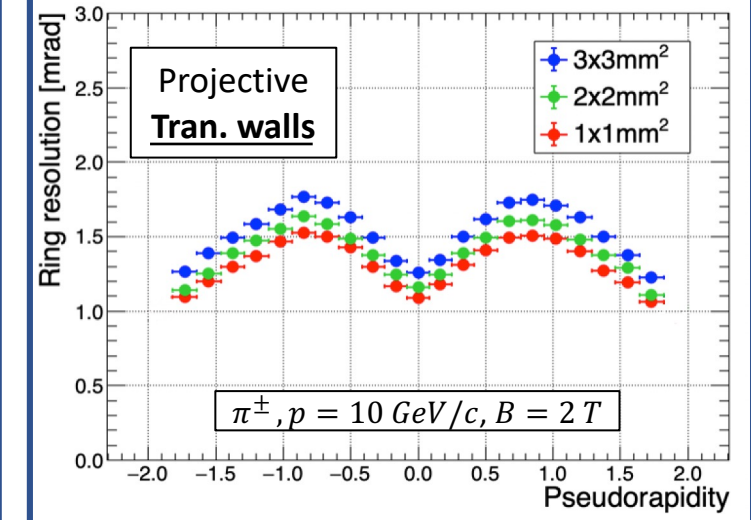 Ring resolution [mrad]
3.0
2.5
2.0
1.5
1.0
0.5
0.0
Projective
Tran. walls
3x3mm²
2x2mm²
1x1mm²
π±, p = 10 GeV/c, B = 2 T
−2.0 −1.5 −1.0 −0.5 0.0 0.5 1.0 1.5 2.0
Pseudorapidity